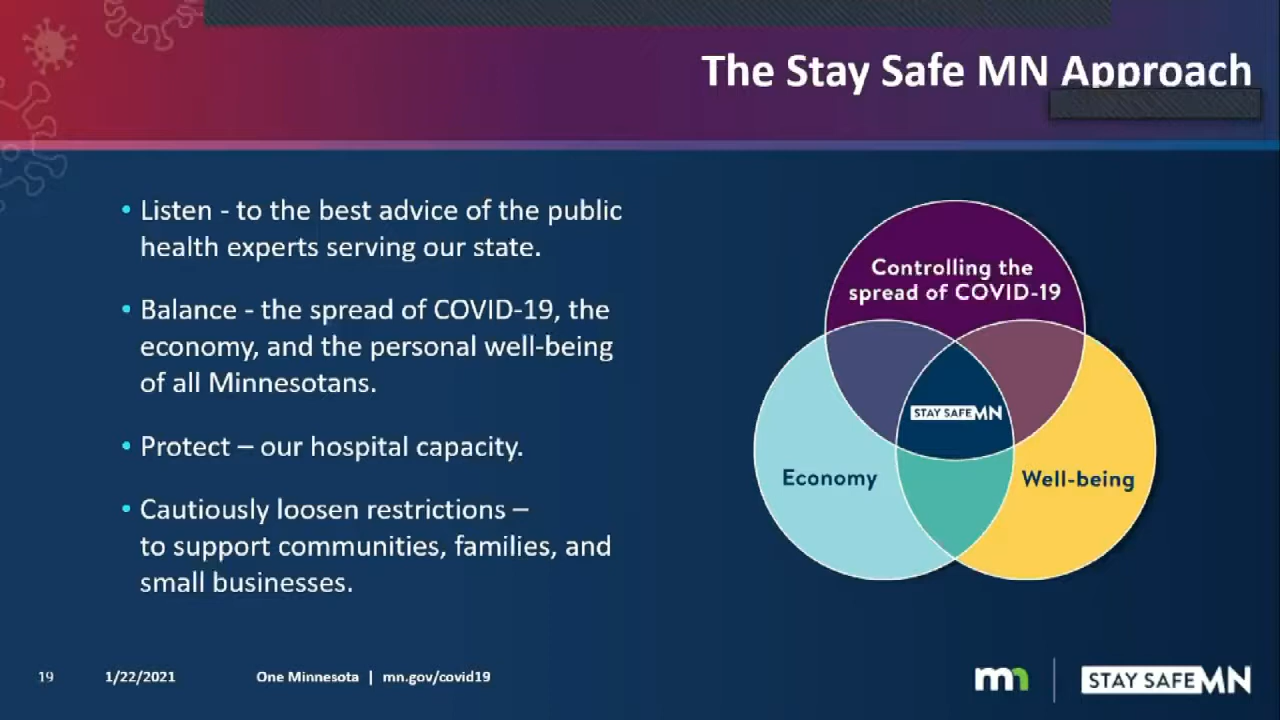 The Stay Safe MN Approach
• Listen - to the best advice of the public
health experts serving our state.
• Balance - the spread of COVID-19, the
economy, and the personal well-being
of all Minnesotans.
• Protect – our hospital capacity.
• Cautiously loosen restrictions –
to support communities, families, and
small businesses.
Controlling the
spread of COVID-19
STAY SAFE MN
Economy
Well-being
19
1/22/2021
One Minnesota | mn.gov/covid19
mn
STAY SAFE MN